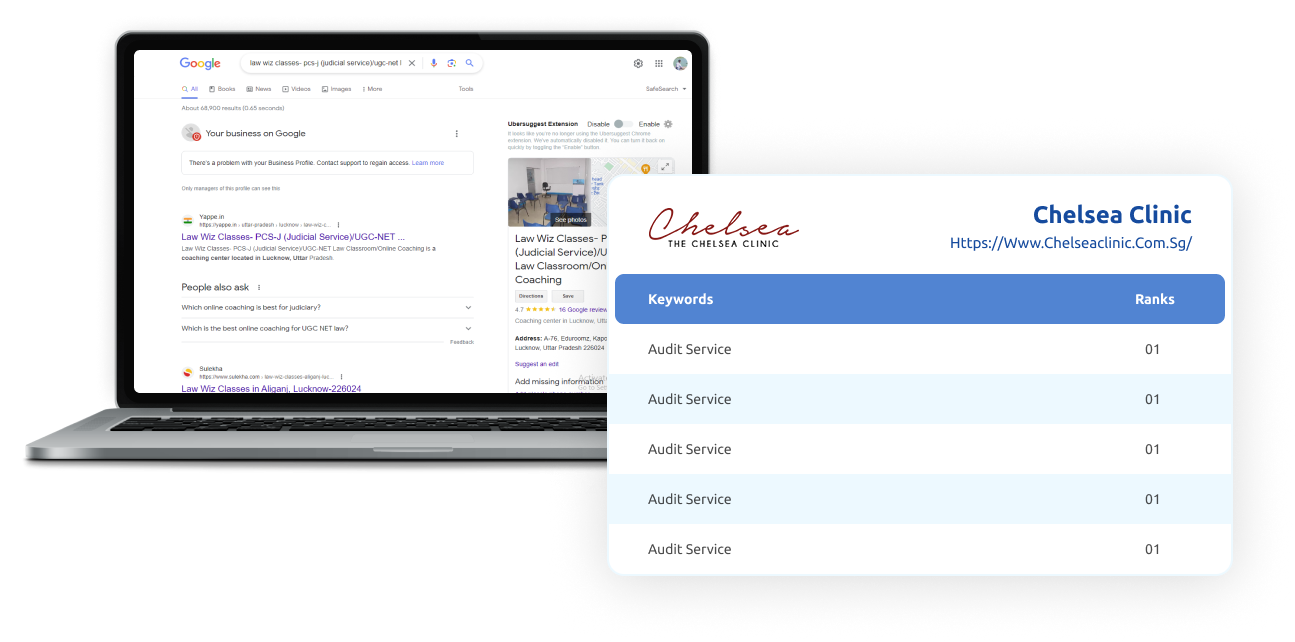 Google
law wiz classes- pcs-j (judicial service)/ugc-net l
All Books News Videos Images More Tools SafeSearch
About 68,900 results (0.65 seconds)
Your business on Google
There's a problem with your Business Profile. Contact support to regain access. Learn more
Only managers of this profile can see this
Yappe.in
https://yappe.in › uttar-pradesh › lucknow › law-wiz-c...
Law Wiz Classes- PCS-J (Judicial Service)/UGC-NET ...
Law Wiz Classes- PCS-J (Judicial Service)/UGC-NET Law Classroom/Online Coaching is a
coaching center located in Lucknow, Uttar Pradesh.
People also ask
Which online coaching is best for judiciary?
Which is the best online coaching for UGC NET law?
Feedback
Sulekha
https://www.sulekha.com › law-wiz-classes-aliganj-luc...
Law Wiz Classes in Aliganj, Lucknow-226024
Ubersuggest Extension Disable Enable
It looks like you're no longer using the Ubersuggest Chrome
extension. We've automatically disabled it. You can turn it back on
quickly by toggling the "Enable" button
See photos
Law Wiz Classes- P
(Judicial Service)/U
Law Classroom/On
Coaching
Directions Save
4.7 16 Google review
Coaching center in Lucknow, Utta
Address: A-76, Eduroomz, Kapo
Lucknow, Uttar Pradesh 226024
Suggest an edit
Add missing information
Chelsea
THE CHELSEA CLINIC
Chelsea Clinic
Https://Www.Chelseaclinic.Com.Sg/
Keywords Ranks
Audit Service 01
Audit Service 01
Audit Service 01
Audit Service 01
Audit Service 01